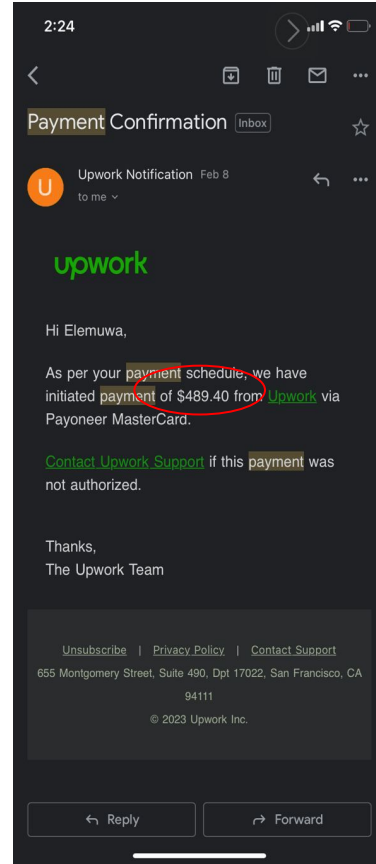 2:24
Payment Confirmation Inbox
U
Upwork Notification Feb 8
to me
upwork
Hi Elemuwa,
As per your payment schedule, we have
initiated payment of $489.40 from Upwork via
Payoneer MasterCard.
Contact Upwork Support if this payment was
not authorized.
Thanks,
The Upwork Team
Unsubscribe | Privacy Policy | Contact Support
655 Montgomery Street, Suite 490, Dpt 17022, San Francisco, CA
94111
© 2023 Upwork Inc.
Reply
Forward